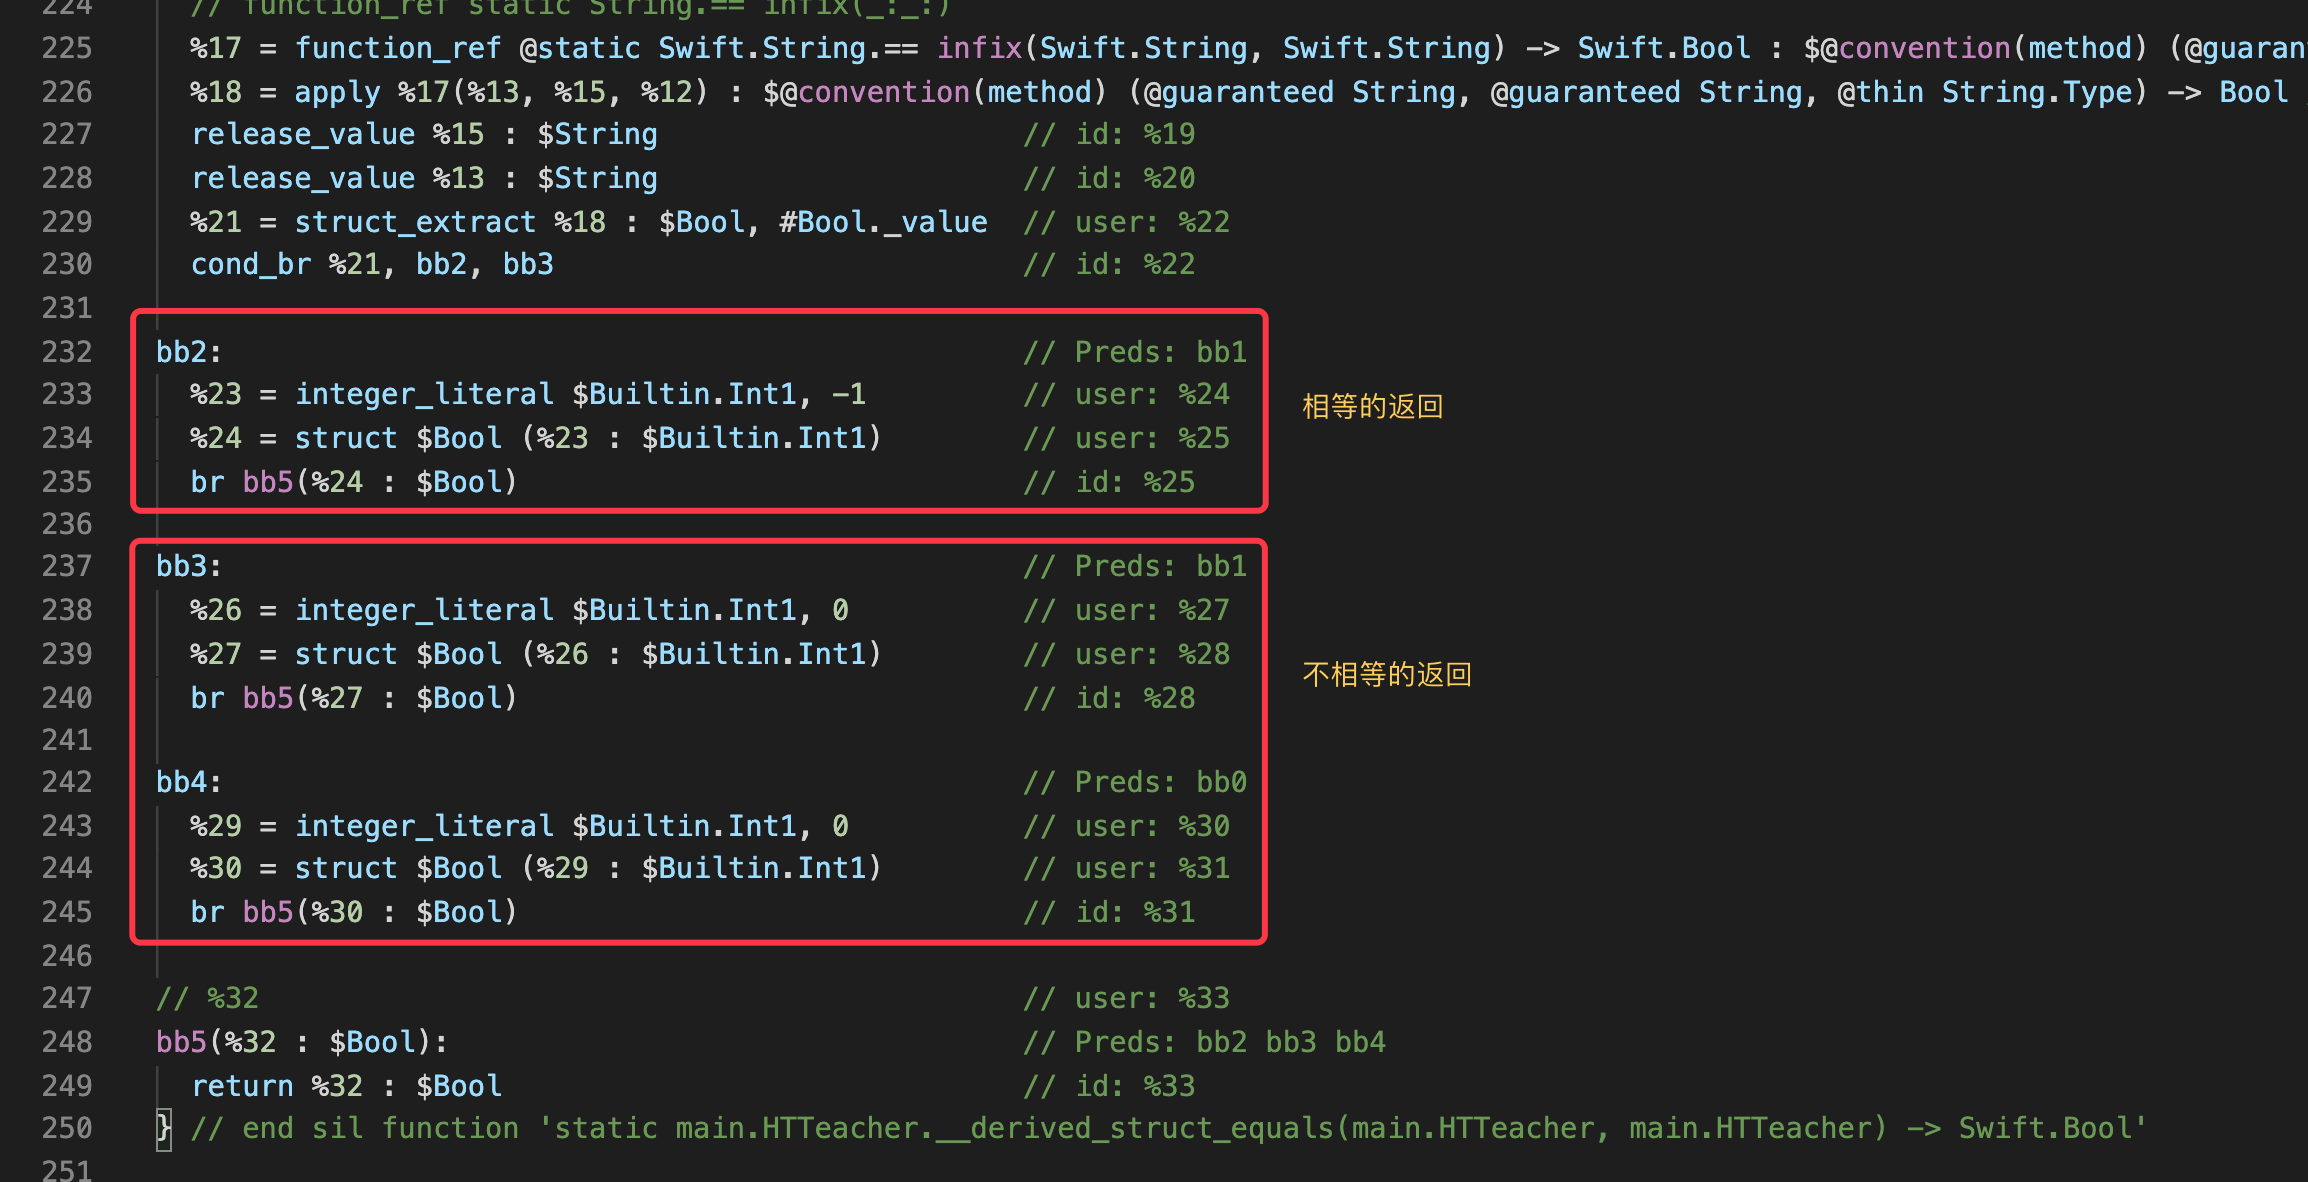 224 // function_ref static String.== infix(_:_:)
225 %17 = function_ref @static Swift.String.== infix(Swift.String, Swift.String) -> Swift.Bool : $@convention(method) (@guaran
226 %18 = apply %17(%13, %15, %12) : $@convention(method) (@guaranteed String, @guaranteed String, @thin String.Type) -> Bool
227 release_value %15 : $String // id: %19
228 release_value %13 : $String // id: %20
229 %21 = struct_extract %18 : $Bool, #Bool._value // user: %22
230 cond_br %21, bb2, bb3 // id: %22
231
232 bb2: // Preds: bb1
233 %23 = integer_literal $Builtin.Int1, -1 // user: %24
相等的返回
234 %24 = struct $Bool (%23 : $Builtin.Int1) // user: %25
235 br bb5(%24 : $Bool) // id: %25
236
237 bb3: // Preds: bb1
238 %26 = integer_literal $Builtin.Int1, 0 // user: %27
239 %27 = struct $Bool (%26 : $Builtin.Int1) // user: %28
不相等的返回
240 br bb5(%27 : $Bool) // id: %28
241
242 bb4: // Preds: bb0
243 %29 = integer_literal $Builtin.Int1, 0 // user: %30
244 %30 = struct $Bool (%29 : $Builtin.Int1) // user: %31
245 br bb5(%30 : $Bool) // id: %31
246
247 // %32 // user: %33
248 bb5(%32 : $Bool): // Preds: bb2 bb3 bb4
249 return %32 : $Bool // id: %33
250 } // end sil function 'static main.HTTeacher.__derived_struct_equals(main.HTTeacher, main.HTTeacher) -> Swift.Bool'
251